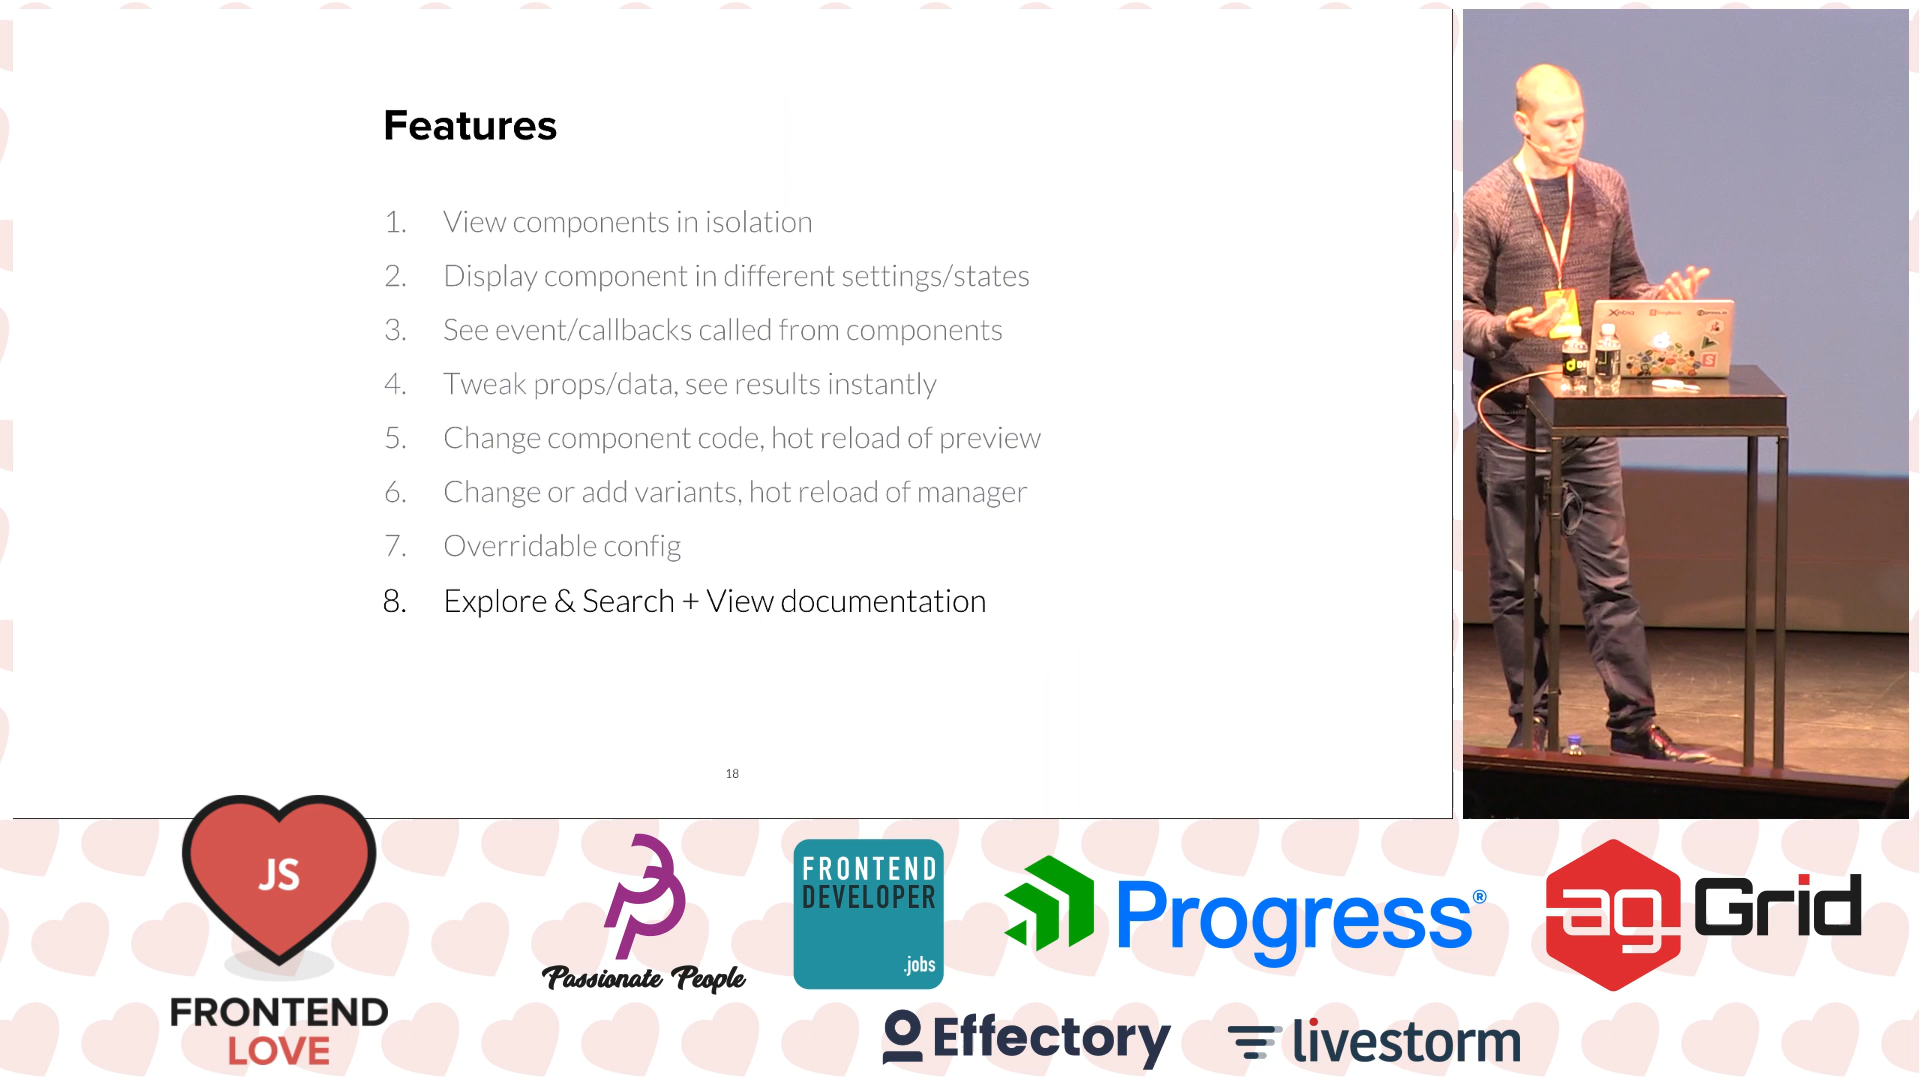 Features
1. View components in isolation
2. Display component in different settings/states
3. See event/callbacks called from components
4. Tweak props/data, see results instantly
5. Change component code, hot reload of preview
6. Change or add variants, hot reload of manager
7. Overridable config
8. Explore & Search + View documentation
18
JS
FRONTEND
LOVE
Passionate People
FRONTEND
DEVELOPER
.jobs
Progress®
ag Grid
Effectory
livestorm